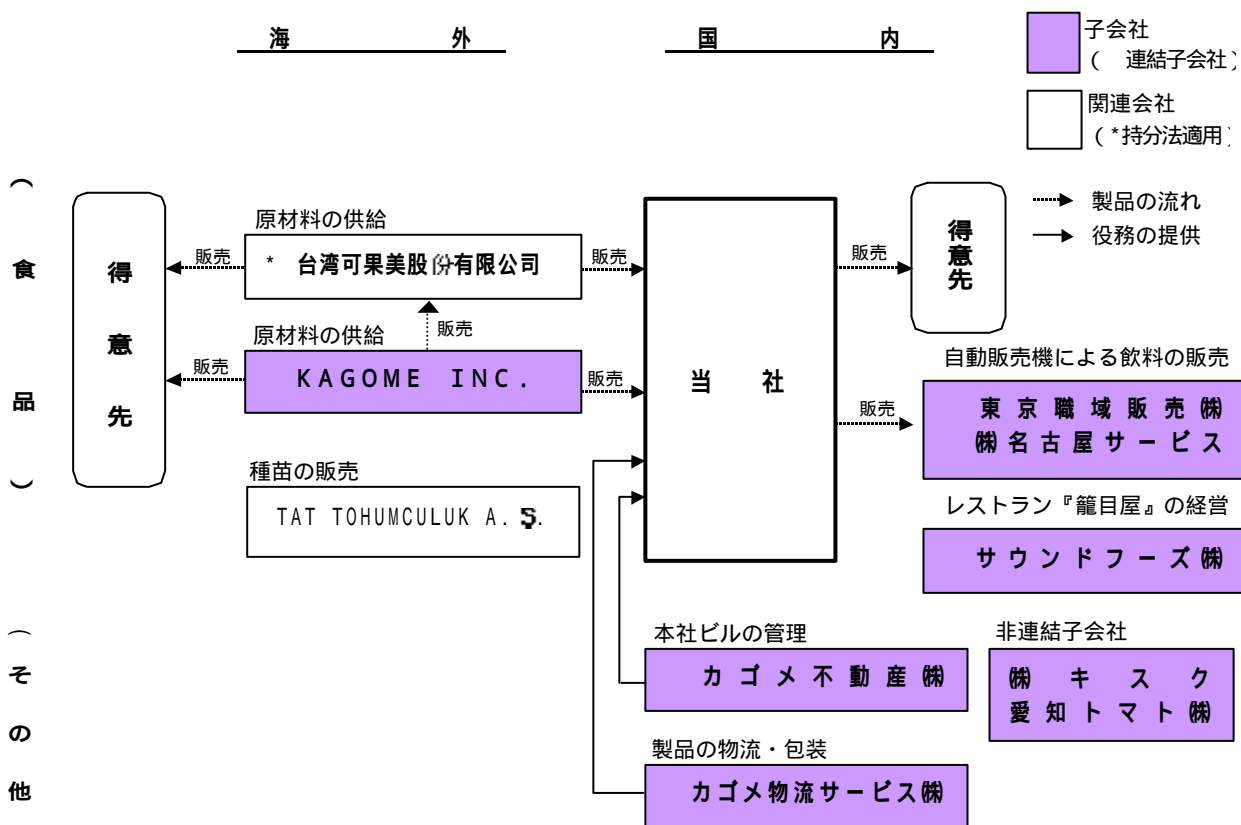 海 外
国 内
子会社
( 連結子会社)
関連会社
(*持分法適用)
製品の流れ
役務の提供
(食品)
得意先
販売
原材料の供給
* 台湾可果美股份有限公司
販売
販売
原材料の供給
販売
KAGOME INC.
販売
種苗の販売
TAT TOHUMCULUK A.Ş.
当 社
販売
得意先
自動販売機による飲料の販売
販売
東京職域販売㈱
㈱名古屋サービス
レストラン『籠目屋』の経営
サウンドフーズ㈱
(その他
本社ビルの管理
カゴメ不動産㈱
非連結子会社
㈱キスク
愛知トマト㈱
製品の物流・包装
カゴメ物流サービス㈱